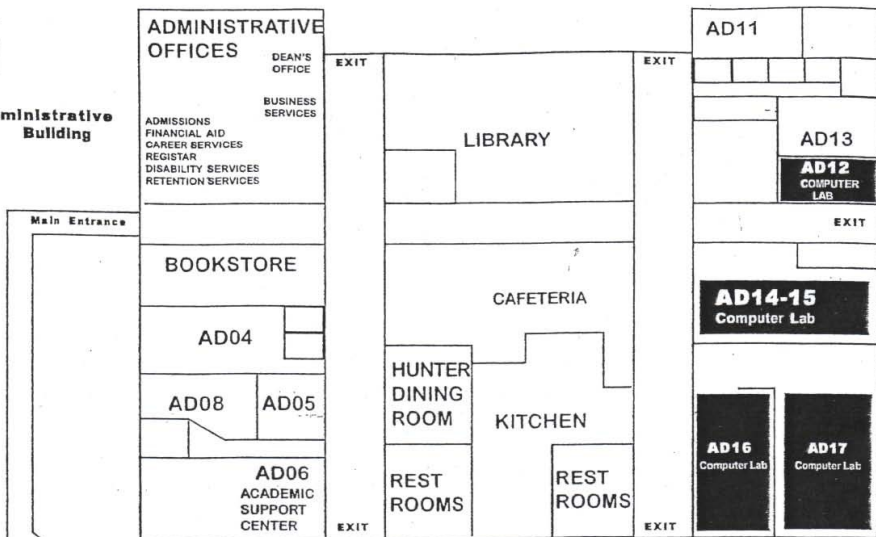 ministrative
Building
Main Entrance
ADMINISTRATIVE
OFFICES
DEAN'S
OFFICE
BUSINESS
SERVICES
ADMISSIONS
FINANCIAL AID
CAREER SERVICES
REGISTAR
DISABILITY SERVICES
RETENTION SERVICES
BOOKSTORE
AD04
AD08
AD05
AD06
ACADEMIC
SUPPORT
CENTER
EXIT
EXIT
LIBRARY
CAFETERIA
HUNTER
DINING
ROOM
KITCHEN
REST
ROOMS
REST
ROOMS
EXIT
EXIT
AD11
AD13
AD12
COMPUTER
LAB
EXIT
AD14-15
Computer Lab
AD16
Computer Lab
AD17
Computer Lab